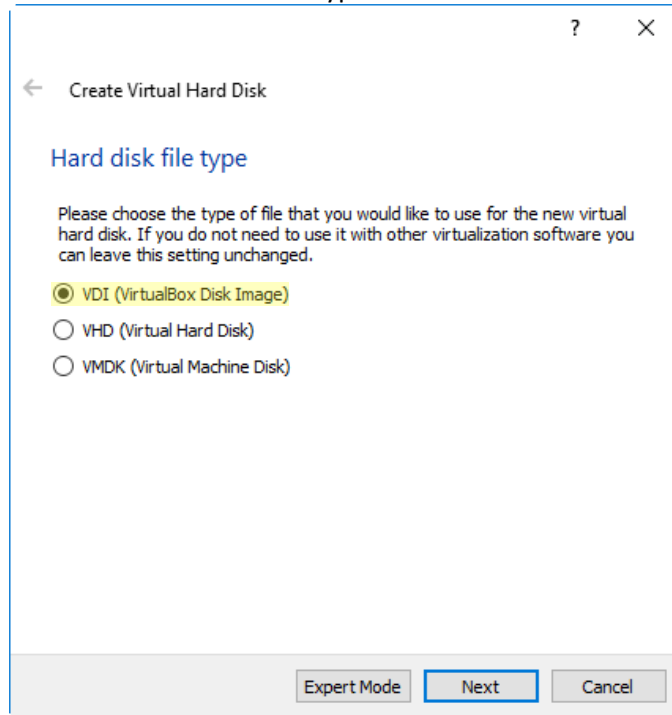 ?
Create Virtual Hard Disk
Hard disk file type
Please choose the type of file that you would like to use for the new virtual
hard disk. If you do not need to use it with other virtualization software you
can leave this setting unchanged.
VDI (VirtualBox Disk Image)
VHD (Virtual Hard Disk)
VMDK (Virtual Machine Disk)
Expert Mode Next Cancel